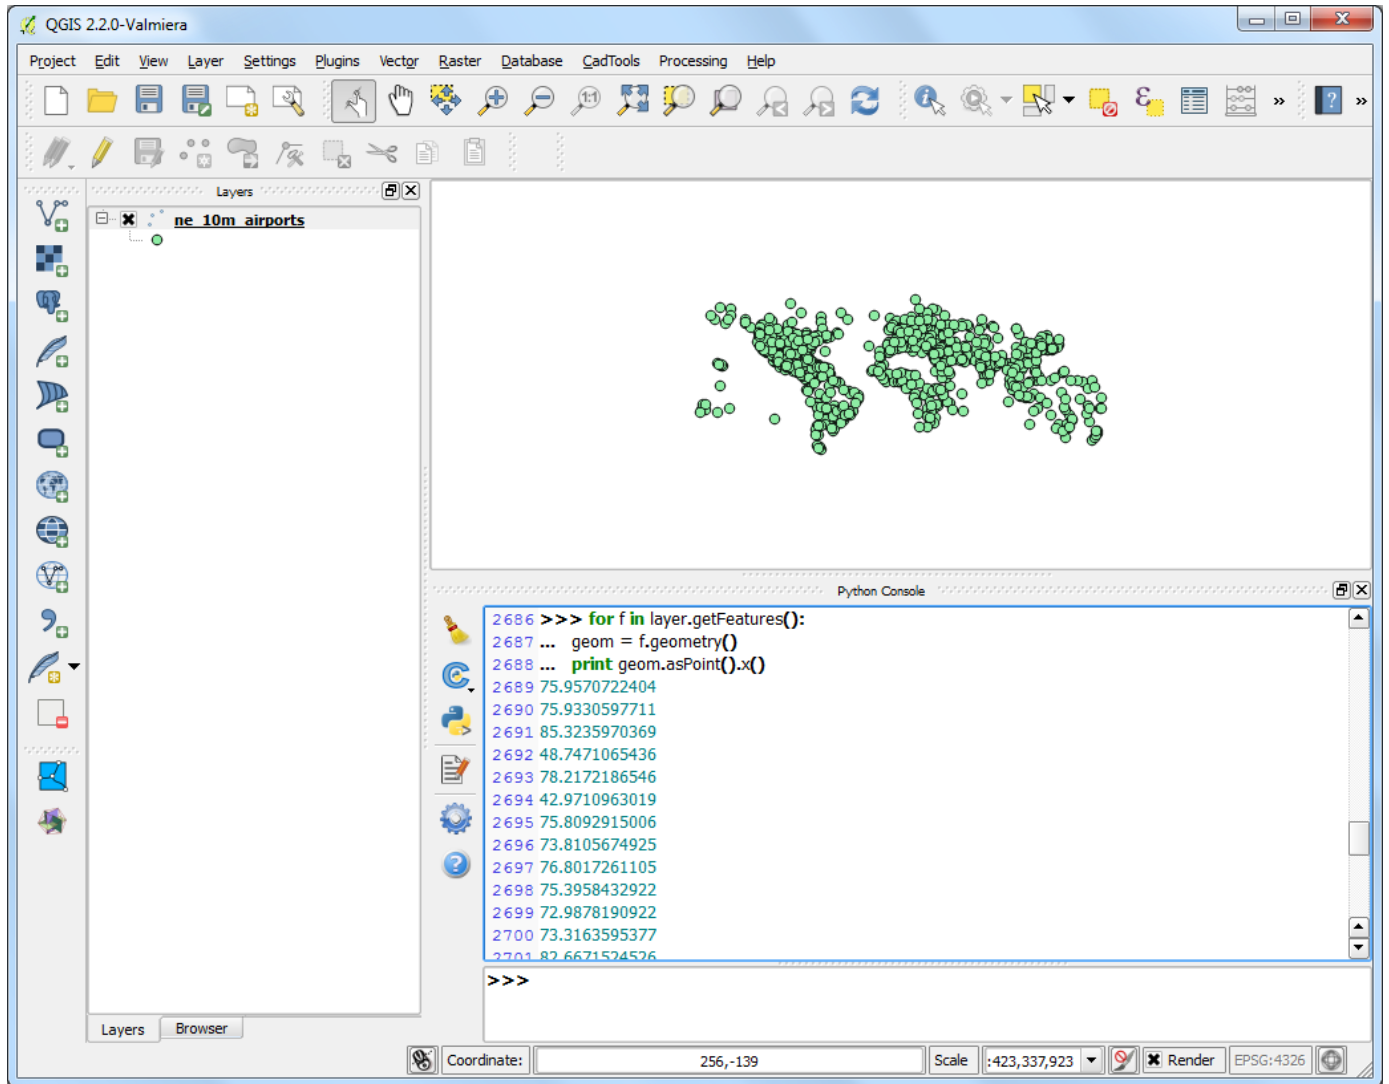 QGIS 2.2.0-Valmiera
Project Edit View Layer Settings Plugins Vector Raster Database CadTools Processing Help
Layers
ne_10m_airports
Python Console
2686 >>> for f in layer.getFeatures():
2687 ... geom = f.geometry()
2688 ... print geom.asPoint().x()
2689 75.9570722404
2690 75.9330597711
2691 85.3235970369
2692 48.7471065436
2693 78.2172186546
2694 42.9710963019
2695 75.8092915006
2696 73.8105674925
2697 76.8017261105
2698 75.3958432922
2699 72.9878190922
2700 73.3163595377
2701 82.6671524526
>>>
Layers Browser
Coordinate: 256,-139 Scale :423,337,923 Render EPSG:4326